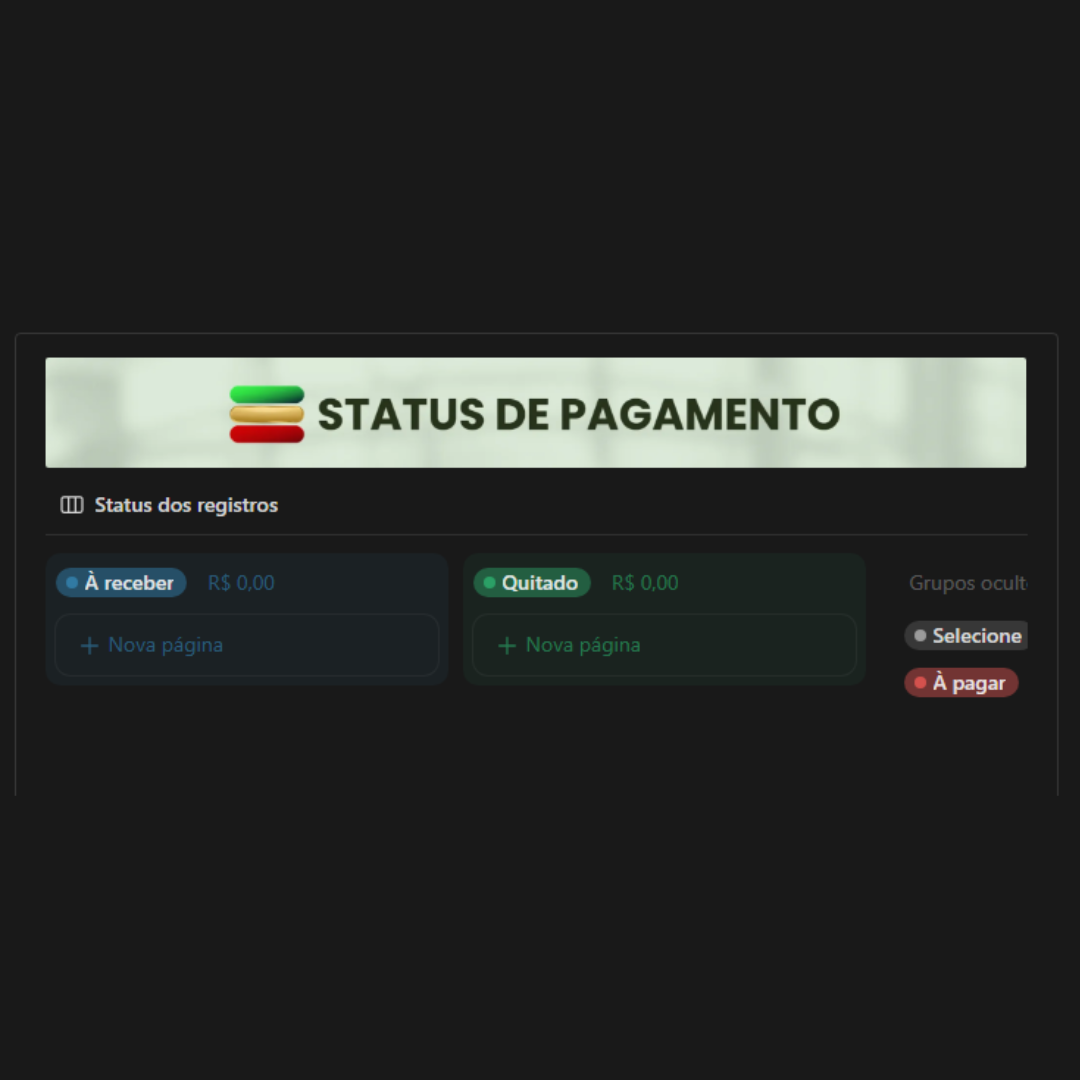 STATUS DE PAGAMENTO
Status dos registros
À receber R$ 0,00
+ Nova página
Quitado R$ 0,00
+ Nova página
Grupos ocult
Selecione
À pagar